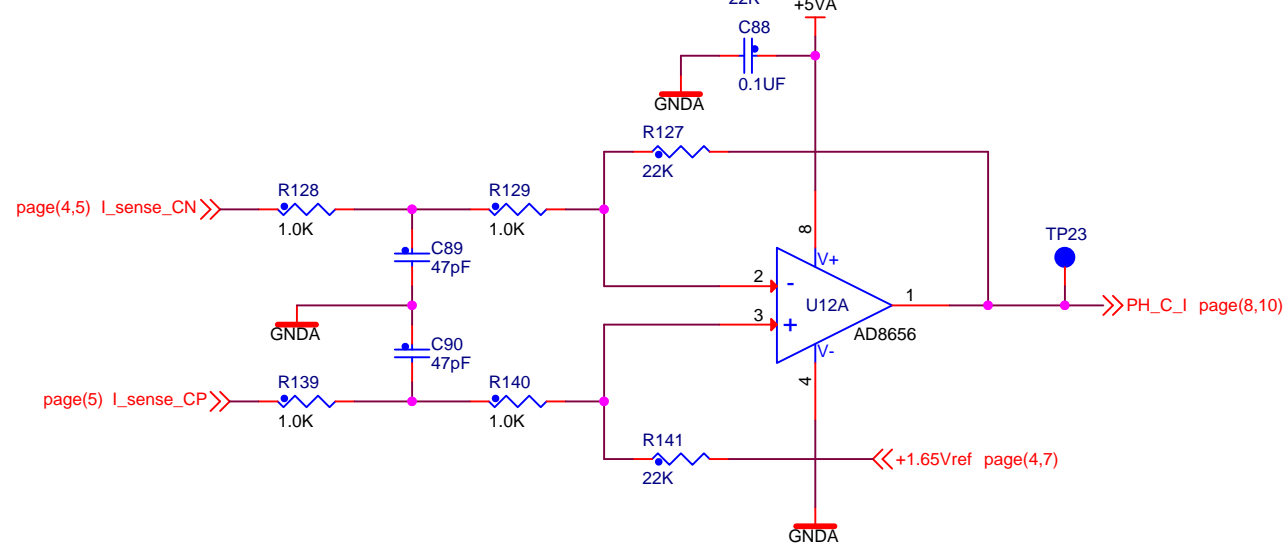 22K
+5VA
C88
0.1UF
GNDA
R127
22K
page(4,5) I_sense_CN
R128
1.0K
R129
1.0K
C89
47pF
8
V+
TP23
2
-
U12A
1
PH_C_I page(8,10)
3
+
AD8656
GNDA
C90
47pF
V-
4
page(5) I_sense_CP
R139
1.0K
R140
1.0K
R141
22K
+1.65Vref page(4,7)
GNDA